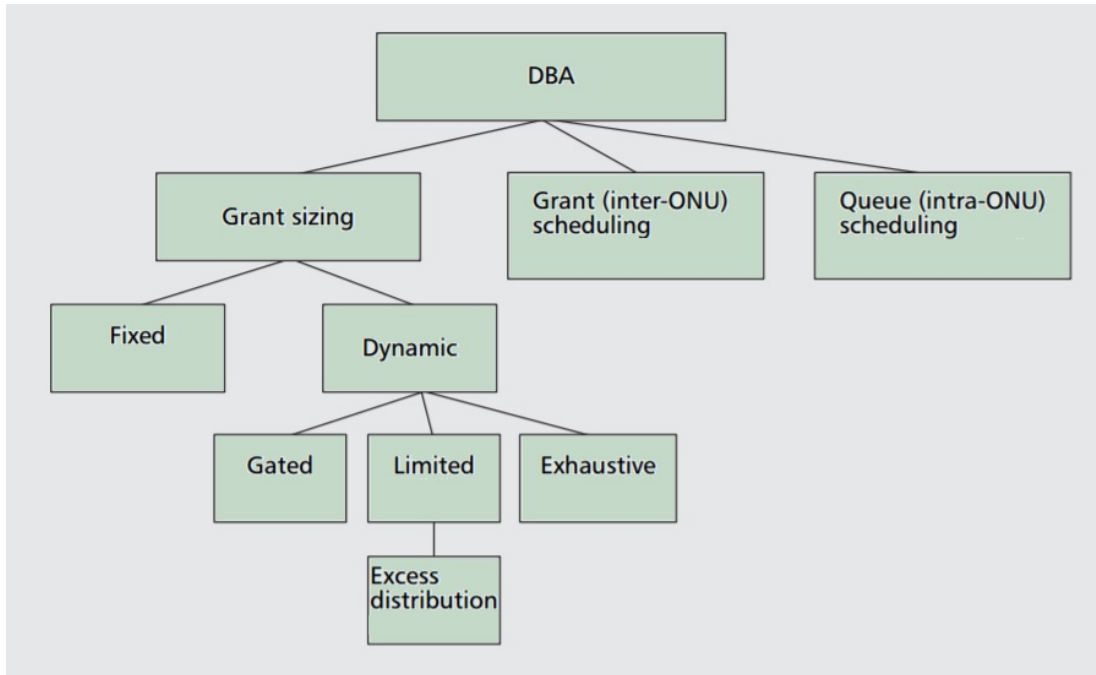 DBA
Grant sizing
Grant (inter-ONU)
scheduling
Queue (intra-ONU)
scheduling
Fixed
Dynamic
Gated
Limited
Exhaustive
Excess
distribution